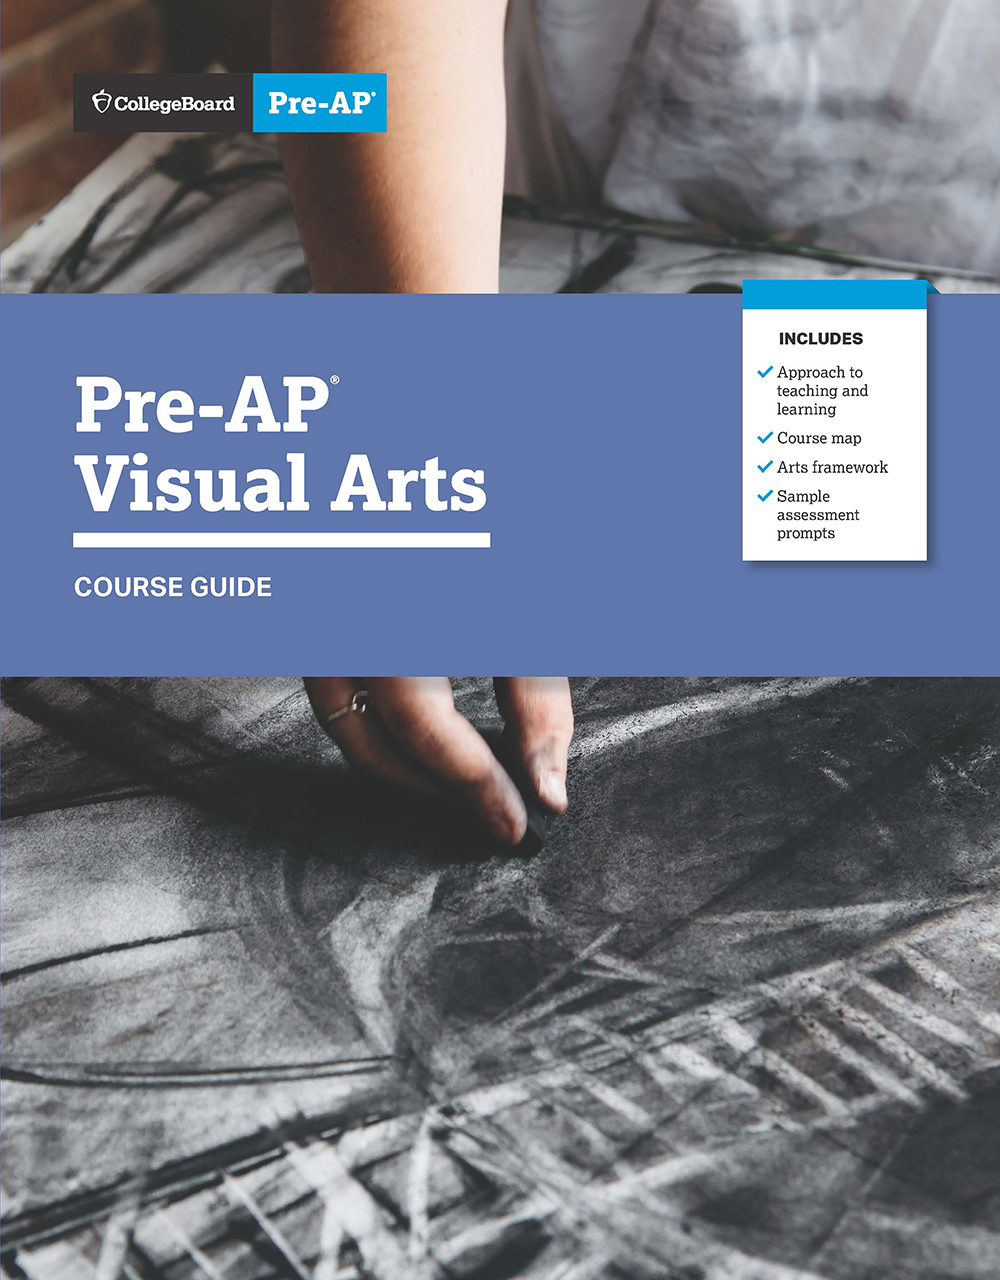 CollegeBoard
Pre-AP®
Pre-AP®
Visual Arts
COURSE GUIDE
INCLUDES
Approach to
teaching and
learning
Course map
Arts framework
Sample
assessment
prompts